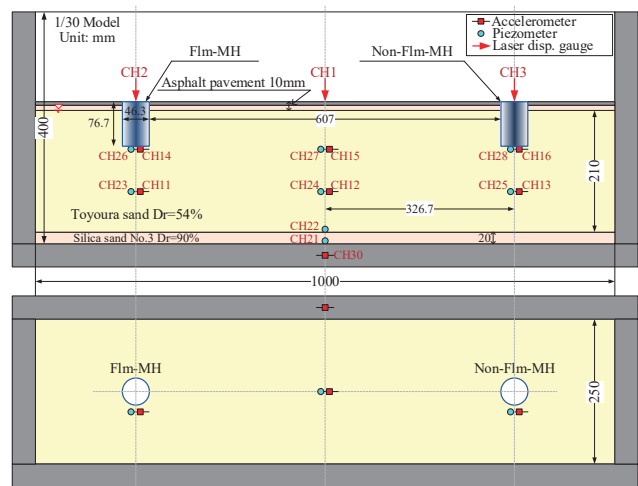 1/30 Model
Unit: mm
Accelerometer
Piezometer
Laser disp. gauge
Flm-MH
Non-Flm-MH
CH2
CH1
CH3
Asphalt pavement 10mm
400
76.7
46.3
607
CH26
CH14
CH27
CH15
CH28
CH16
210
CH23
CH11
CH24
CH12
CH25
CH13
326.7
Toyoura sand Dr=54%
CH22
Silica sand No.3 Dr=90%
CH21
20
CH30
1000
Flm-MH
Non-Flm-MH
250